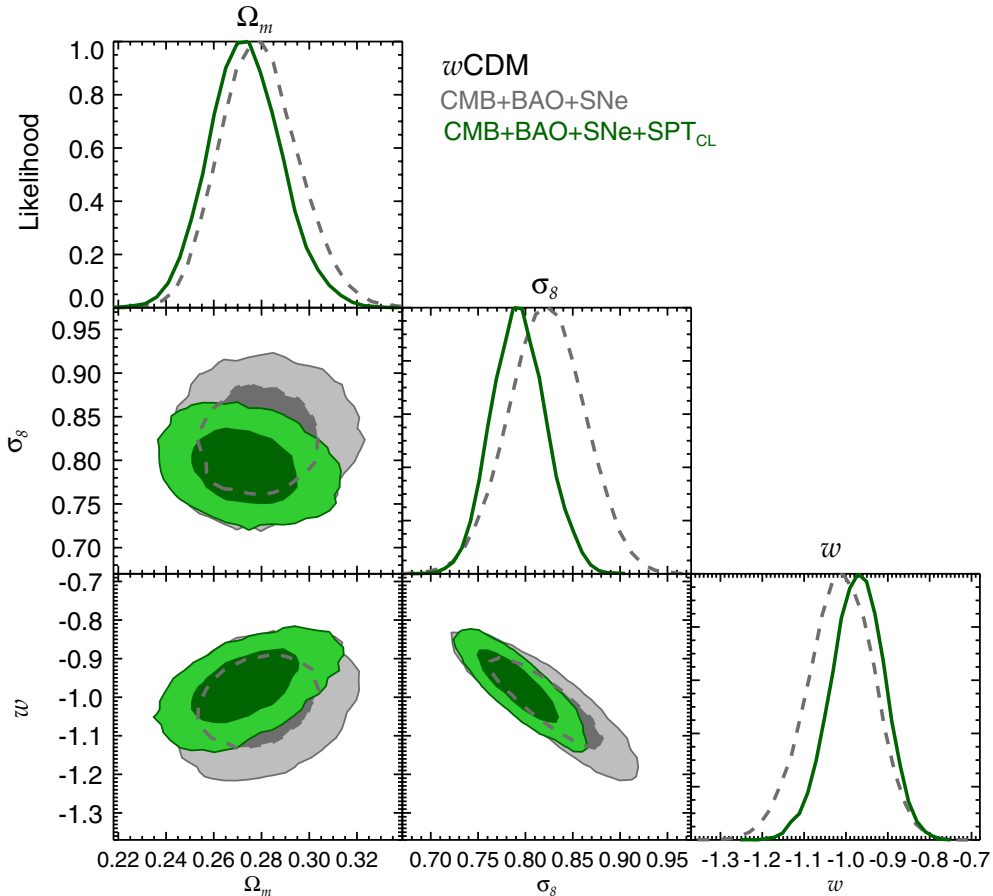 Ωm
wCDM
CMB+BAO+SNe
CMB+BAO+SNe+SPTCL
Likelihood
1.0
0.8
0.6
0.4
0.2
0.0
σ8
σ8
0.95
0.90
0.85
0.80
0.75
0.70
w
w
-0.7
-0.8
-0.9
-1.0
-1.1
-1.2
-1.3
0.22 0.24 0.26 0.28 0.30 0.32
Ωm
0.70 0.75 0.80 0.85 0.90 0.95
σ8
-1.3 -1.2 -1.1 -1.0 -0.9 -0.8 -0.7
w